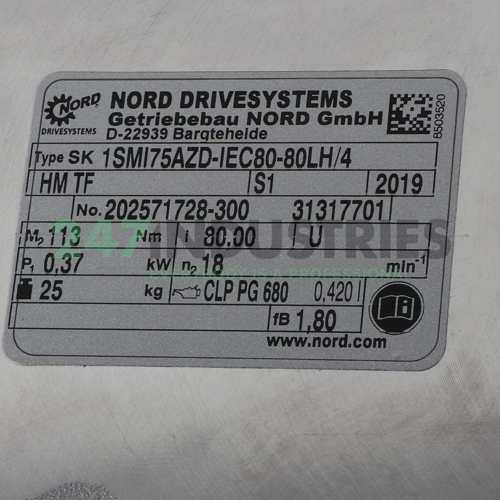 NORD
DRIVESYSTEMS
NORD DRIVESYSTEMS
Getriebebau NORD GmbH
D-22939 Bargteheide
8503520
Type SK 1SMI75AZD-IEC80-80LH/4
HM TF S1 2019
No. 202571728-300 31317701
M2 113 Nm i 80.00 U
P1 0,37 kW n2 18 min-1
25 kg CLP PG 680 0,420 l
fB 1,80
www.nord.com
247INDUSTRIES